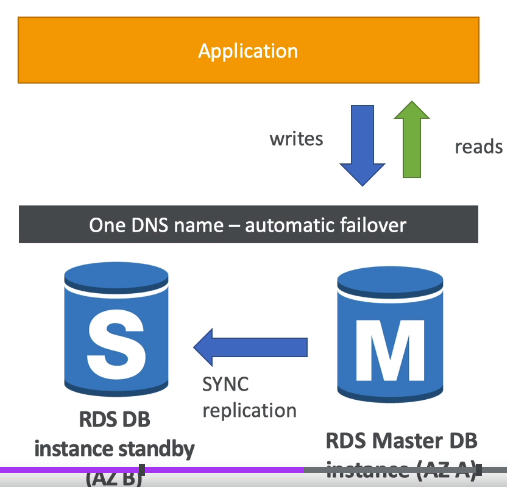 Application
writes
reads
One DNS name – automatic failover
S
M
SYNC
replication
RDS DB
instance standby
(AZ B)
RDS Master DB
instance (AZ A)